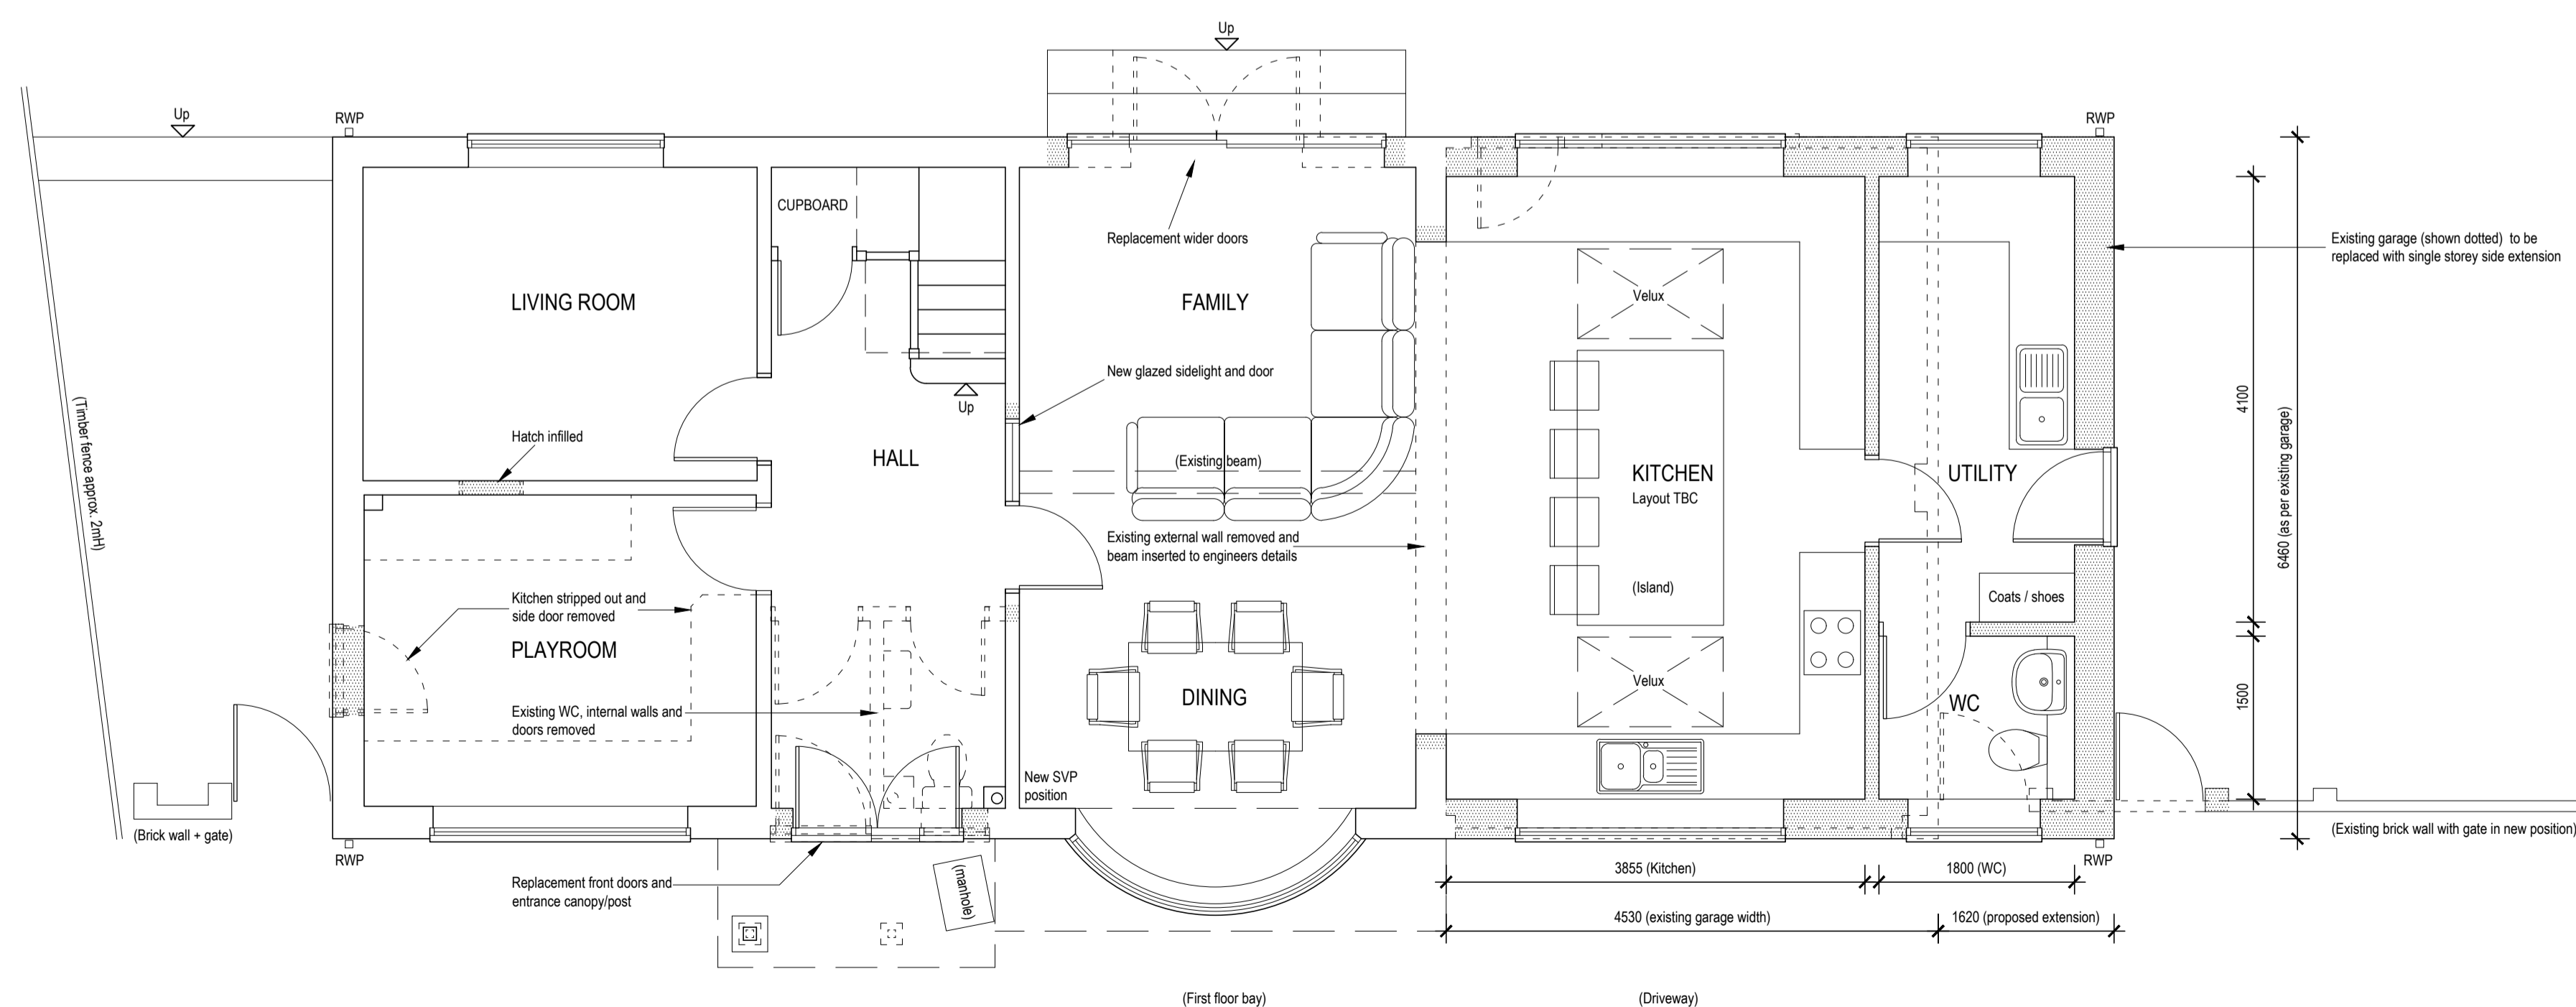 Up
Up
RWP
RWP
CUPBOARD
Replacement wider doors
Existing garage (shown dotted) to be
replaced with single storey side extension
LIVING ROOM
FAMILY
Velux
New glazed sidelight and door
Up
4100
6460 (as per existing garage)
(Timber fence approx. 2mH)
Hatch infilled
HALL
(Existing beam)
KITCHEN
Layout TBC
UTILITY
Existing external wall removed and
beam inserted to engineers details
(Island)
Coats / shoes
Kitchen stripped out and
side door removed
PLAYROOM
Velux
DINING
WC
1500
Existing WC, internal walls and
doors removed
New SVP
position
(Brick wall + gate)
(Existing brick wall with gate in new position)
RWP
RWP
3855 (Kitchen)
1800 (WC)
Replacement front doors and
entrance canopy/post
(manhole)
4530 (existing garage width)
1620 (proposed extension)
(First floor bay)
(Driveway)